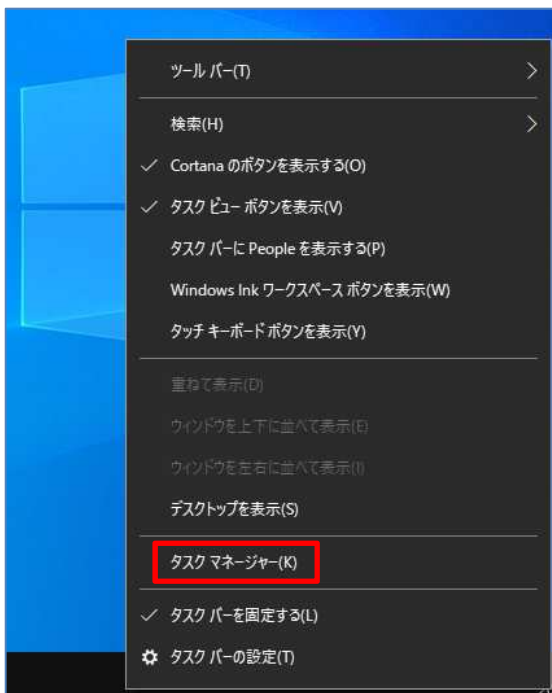 ツール バー(T)
検索(H)
Cortana のボタンを表示する(O)
タスク ビュー ボタンを表示(V)
タスク バーに People を表示する(P)
Windows Ink ワークスペース ボタンを表示(W)
タッチ キーボード ボタンを表示(Y)
重ねて表示(D)
ウィンドウを上下に並べて表示(E)
ウィンドウを左右に並べて表示(I)
デスクトップを表示(S)
タスク マネージャー(K)
タスク バーを固定する(L)
タスク バーの設定(T)